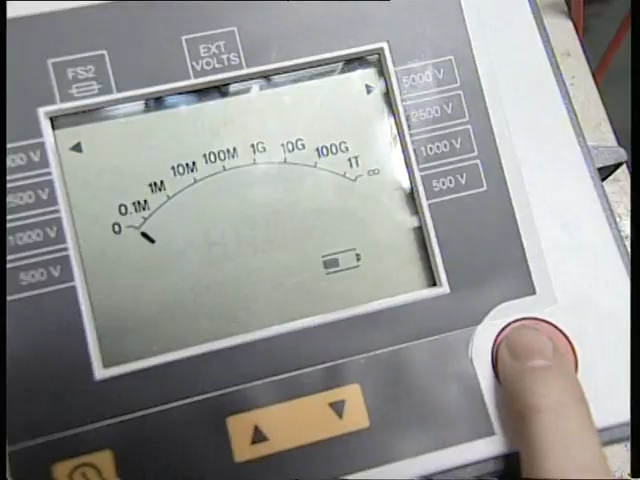 FS2
EXT
VOLTS
5000 V
2500 V
1000 V
500 V
500 V
1000 V
500 V
0
0.1M
1M
10M
100M
1G
10G
100G
1T
∞